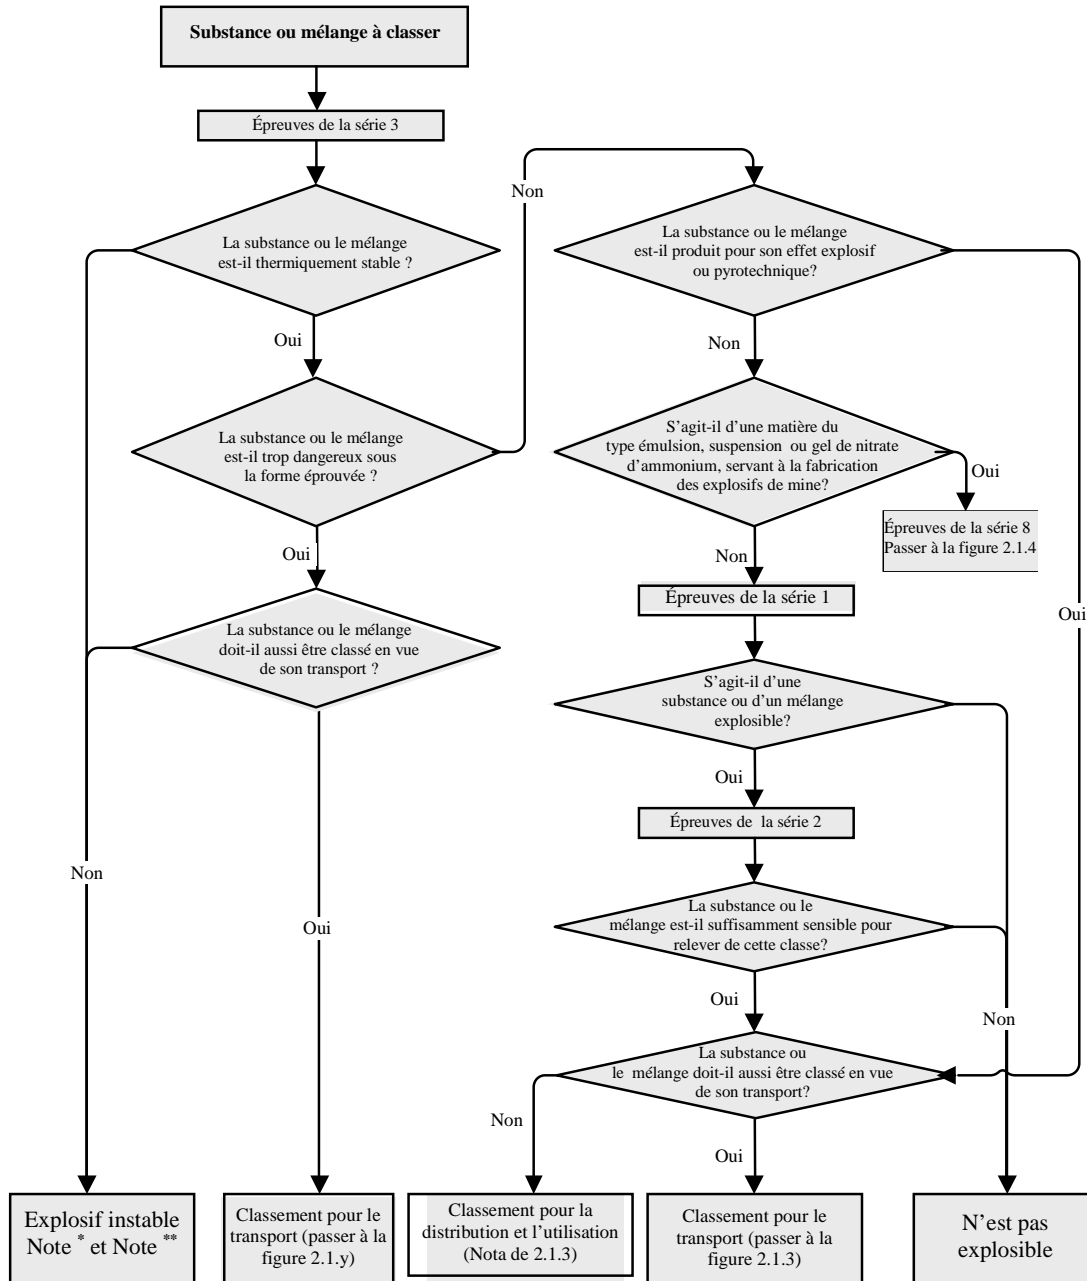 Substance ou mélange à classer
Épreuves de la série 3
Non
La substance ou le mélange
est-il thermiquement stable ?
La substance ou le mélange
est-il produit pour son effet explosif
ou pyrotechnique?
Oui
Non
La substance ou le mélange
est-il trop dangereux sous
la forme éprouvée ?
S’agit-il d’une matière du
type émulsion, suspension ou gel de nitrate
d’ammonium, servant à la fabrication
des explosifs de mine?
Oui
Épreuves de la série 8
Passer à la figure 2.1.4
Oui
Non
Épreuves de la série 1
Oui
La substance ou le mélange
doit-il aussi être classé en vue
de son transport ?
S’agit-il d’une
substance ou d’un mélange
explosible?
Oui
Épreuves de la série 2
Non
La substance ou le
mélange est-il suffisamment sensible pour
relever de cette classe?
Oui
Oui
Non
La substance ou
le mélange doit-il aussi être classé en vue
de son transport?
Non
Oui
Explosif instable
Note * et Note **
Classement pour le
transport (passer à la
figure 2.1.y)
Classement pour la
distribution et l’utilisation
(Nota de 2.1.3)
Classement pour le
transport (passer à la
figure 2.1.3)
N’est pas
explosible